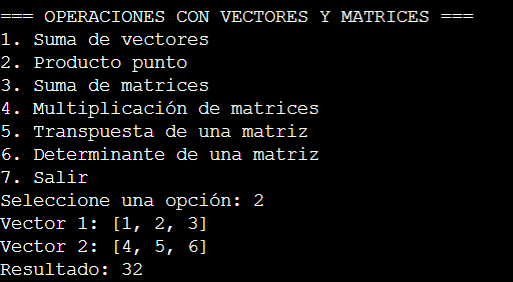 === OPERACIONES CON VECTORES Y MATRICES ===
1. Suma de vectores
2. Producto punto
3. Suma de matrices
4. Multiplicación de matrices
5. Transpuesta de una matriz
6. Determinante de una matriz
7. Salir
Seleccione una opción: 2
Vector 1: [1, 2, 3]
Vector 2: [4, 5, 6]
Resultado: 32